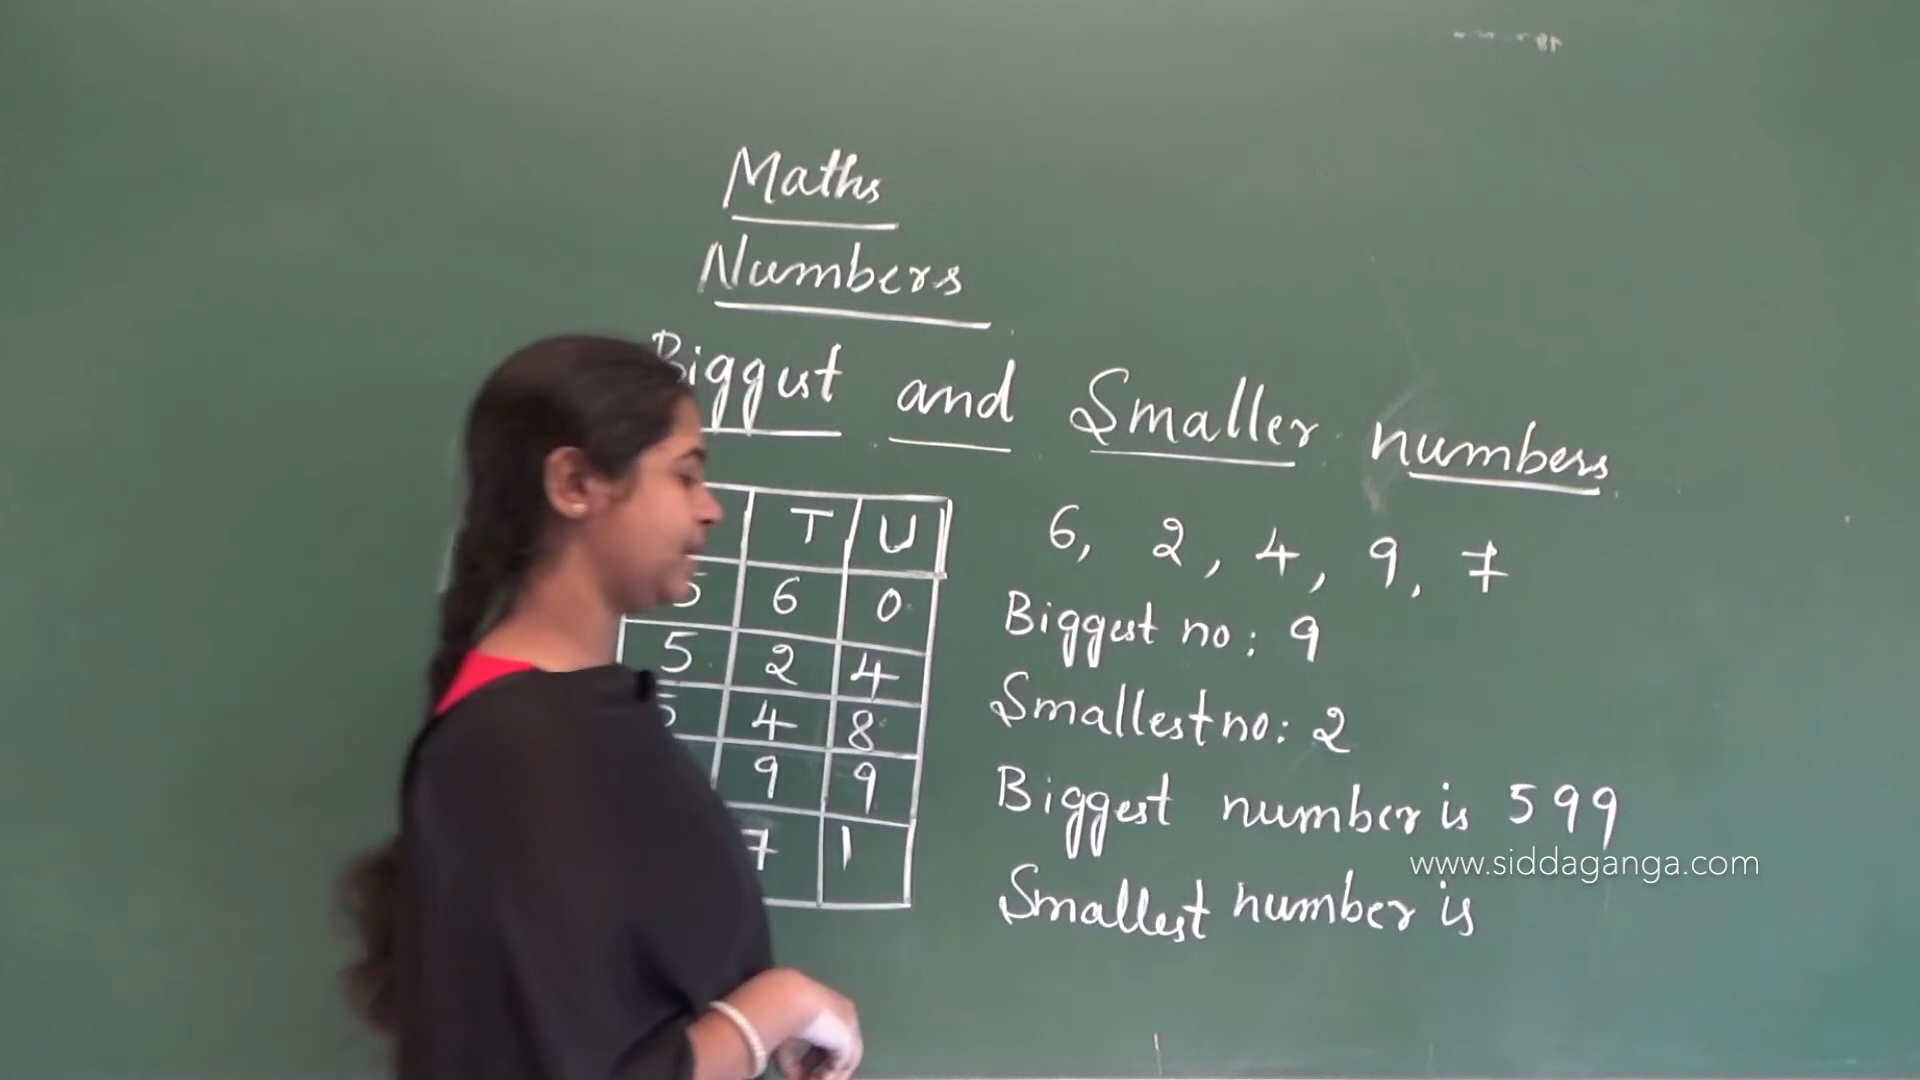 Maths
Numbers
Biggest and Smaller numbers
T U
5 6 0
5 2 4
5 4 8
9 9
7 1
6, 2, 4, 9, 7
Biggest no: 9
Smallest no: 2
Biggest number is 599
www.siddaganga.com
Smallest number is